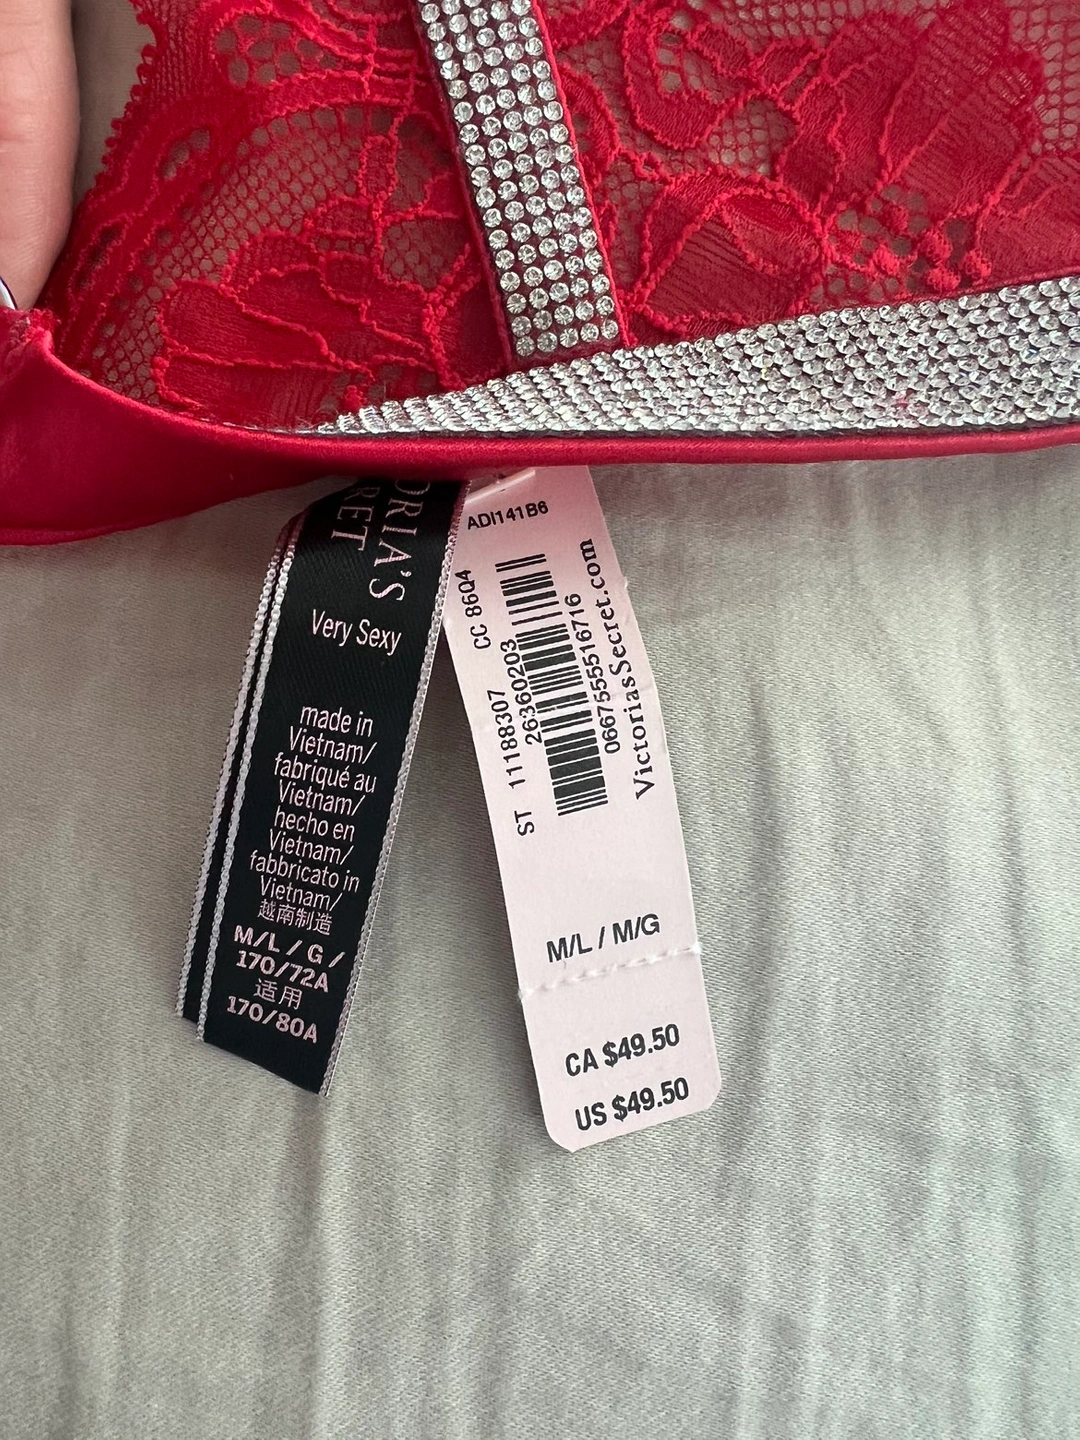 ORIA'S
RET
Very Sexy
made in
Vietnam/
fabriqué au
Vietnam/
hecho en
Vietnam/
fabbricato in
Vietnam/
越南制造
M/L / G /
170/72A
适用
170/80A
ADI141B6
CC 86Q4
ST 11188307
26360203
0667555516716
VictoriasSecret.com
M/L / M/G
CA $49.50
US $49.50